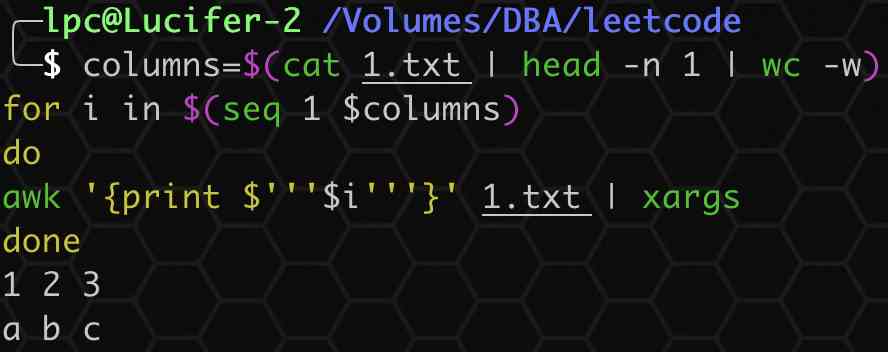 lpc@Lucifer-2 /Volumes/DBA/leetcode
$ columns=$(cat 1.txt | head -n 1 | wc -w)
for i in $(seq 1 $columns)
do
awk '{print $'''$i'''}' 1.txt | xargs
done
1 2 3
a b c